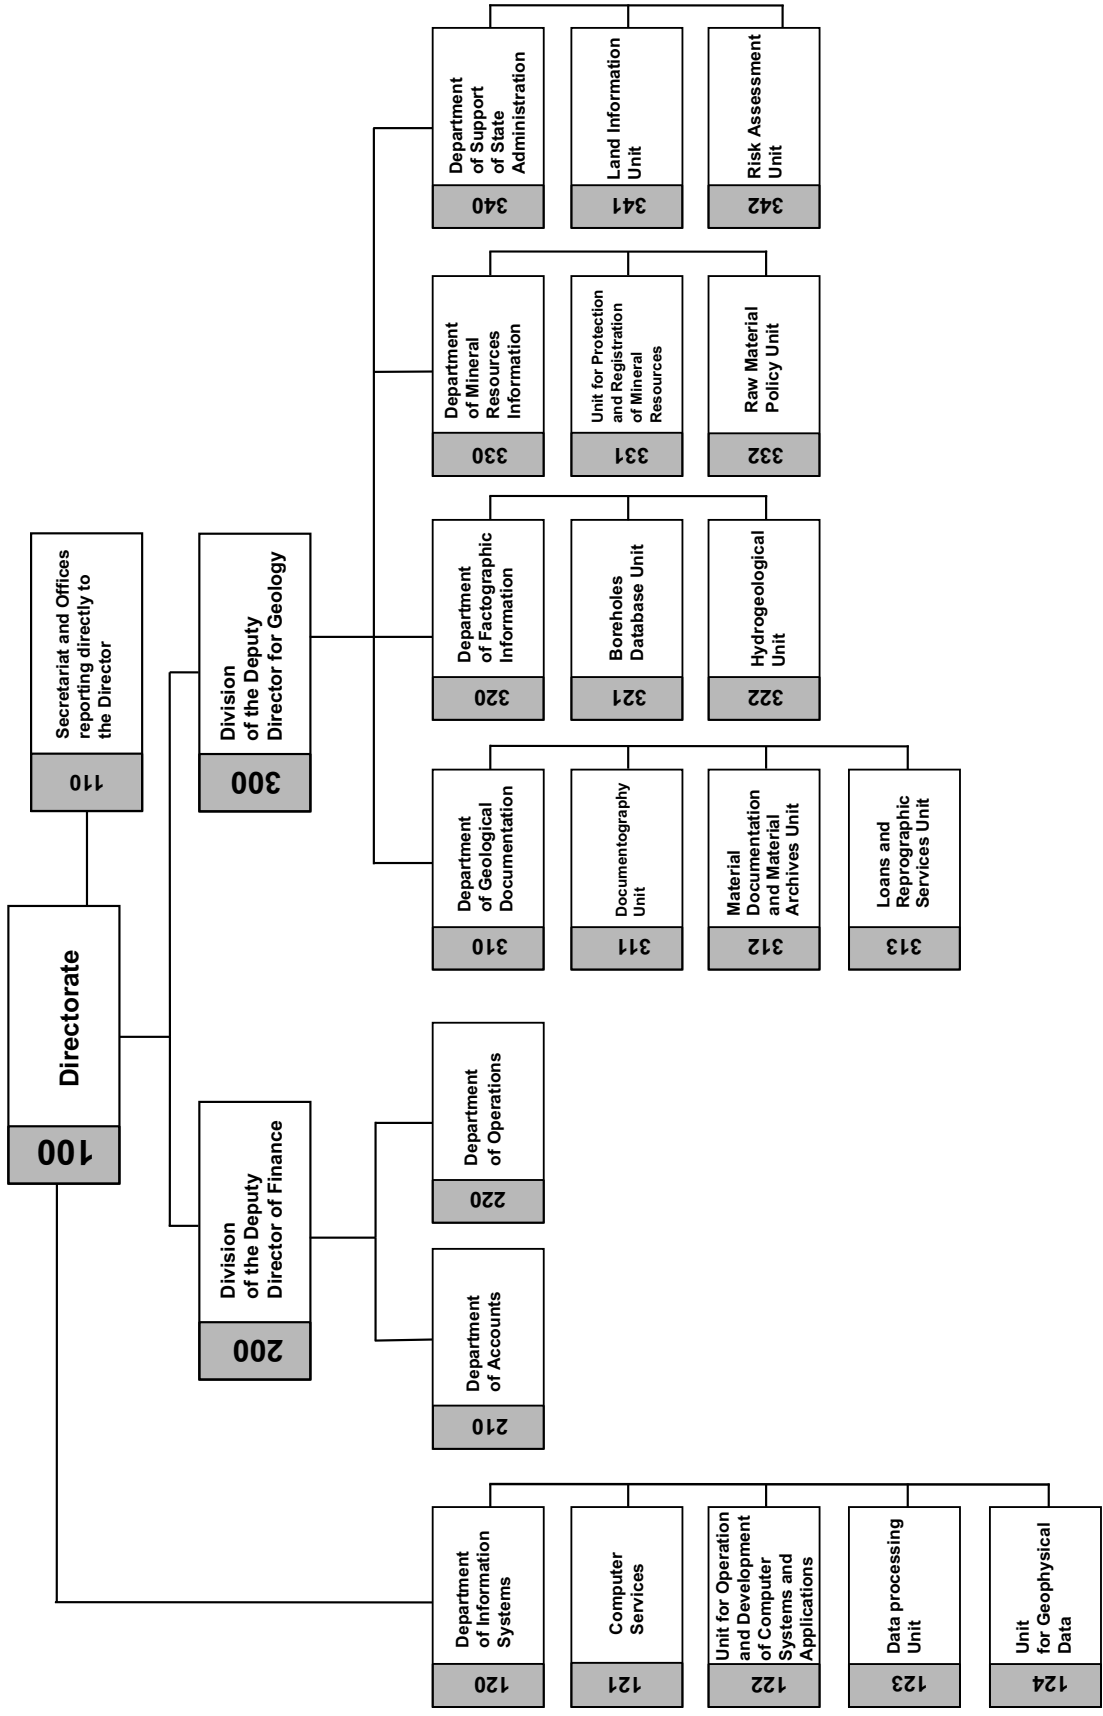 100
Directorate
110
Secretariat and Offices
reporting directly to
the Director
200
Division
of the Deputy
Director of Finance
300
Division
of the Deputy
Director for Geology
120
Department
of Information
Systems
121
Computer
Services
122
Unit for Operation
and Development
of Computer
Systems and
Applications
123
Data processing
Unit
124
Unit
for Geophysical
Data
210
Department
of Accounts
220
Department
of Operations
310
Department
of Geological
Documentation
311
Documentography
Unit
312
Material
Documentation
and Material
Archives Unit
313
Loans and
Reprographic
Services Unit
320
Department
of Factographic
Information
321
Boreholes
Database Unit
322
Hydrogeological
Unit
330
Department
of Mineral
Resources
Information
331
Unit for Protection
and Registration
of Mineral
Resources
332
Raw Material
Policy Unit
340
Department
of Support
of State
Administration
341
Land Information
Unit
342
Risk Assessment
Unit